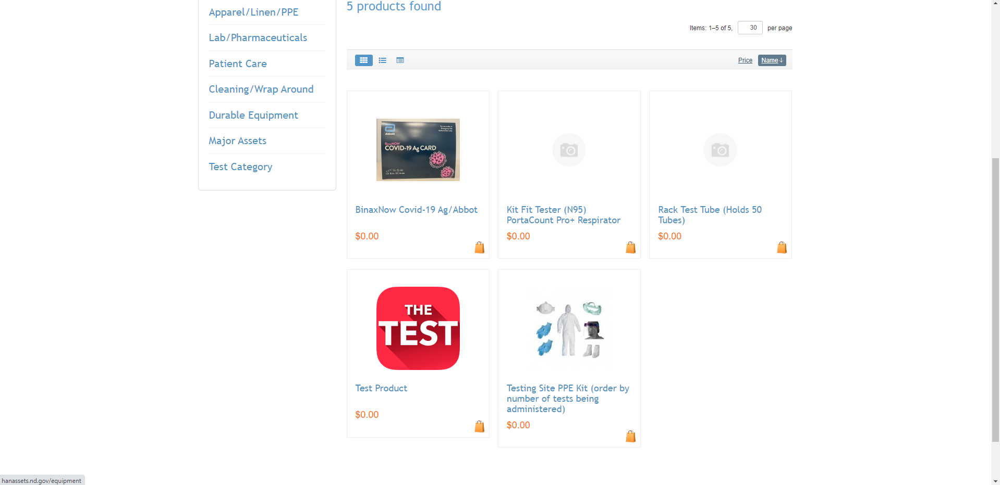 Apparel/Linen/PPE
Lab/Pharmaceuticals
Patient Care
Cleaning/Wrap Around
Durable Equipment
Major Assets
Test Category
5 products found
Items: 1–5 of 5, 30 per page
Price Name↓
Abbott
BinaxNOW
COVID-19 Ag CARD
BinaxNow Covid-19 Ag/Abbot
$0.00
Kit Fit Tester (N95)
PortaCount Pro+ Respirator
$0.00
Rack Test Tube (Holds 50
Tubes)
$0.00
THE
TEST
Test Product
$0.00
Testing Site PPE Kit (order by
number of tests being
administered)
$0.00
hanassets.nd.gov/equipment